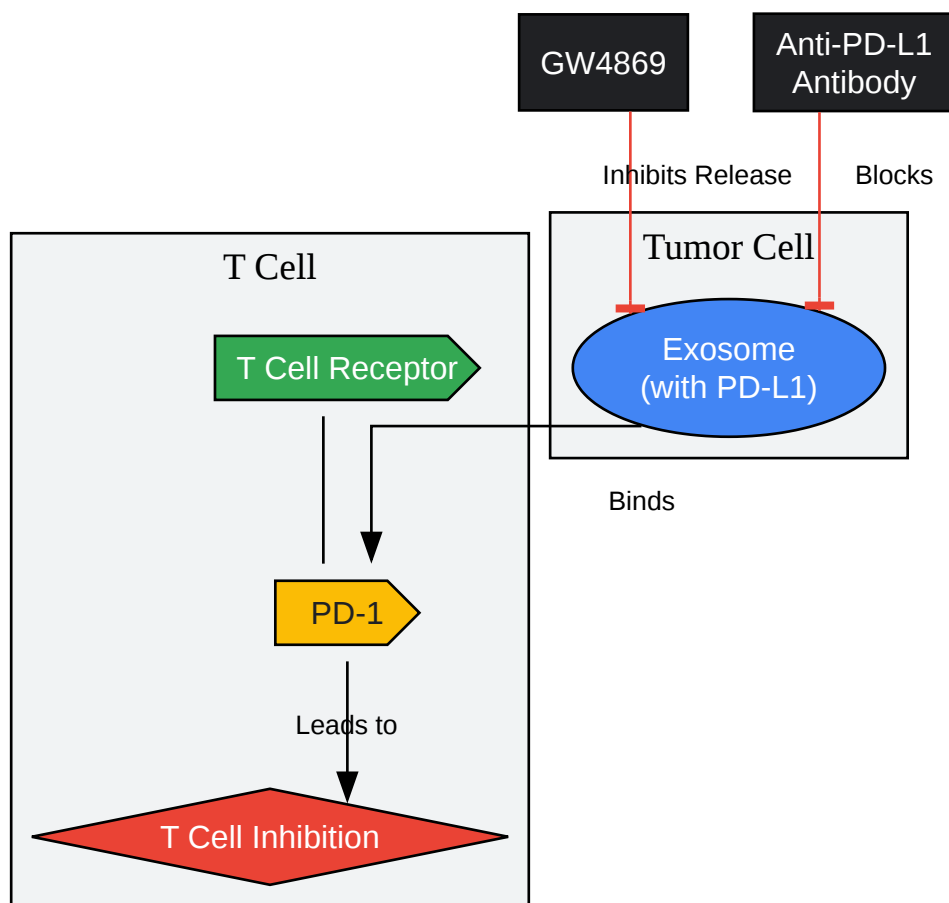 GW4869
Anti-PD-L1
Antibody
Inhibits Release
Blocks
Tumor Cell
T Cell
Exosome
(with PD-L1)
T Cell Receptor
Binds
PD-1
Leads to
T Cell Inhibition